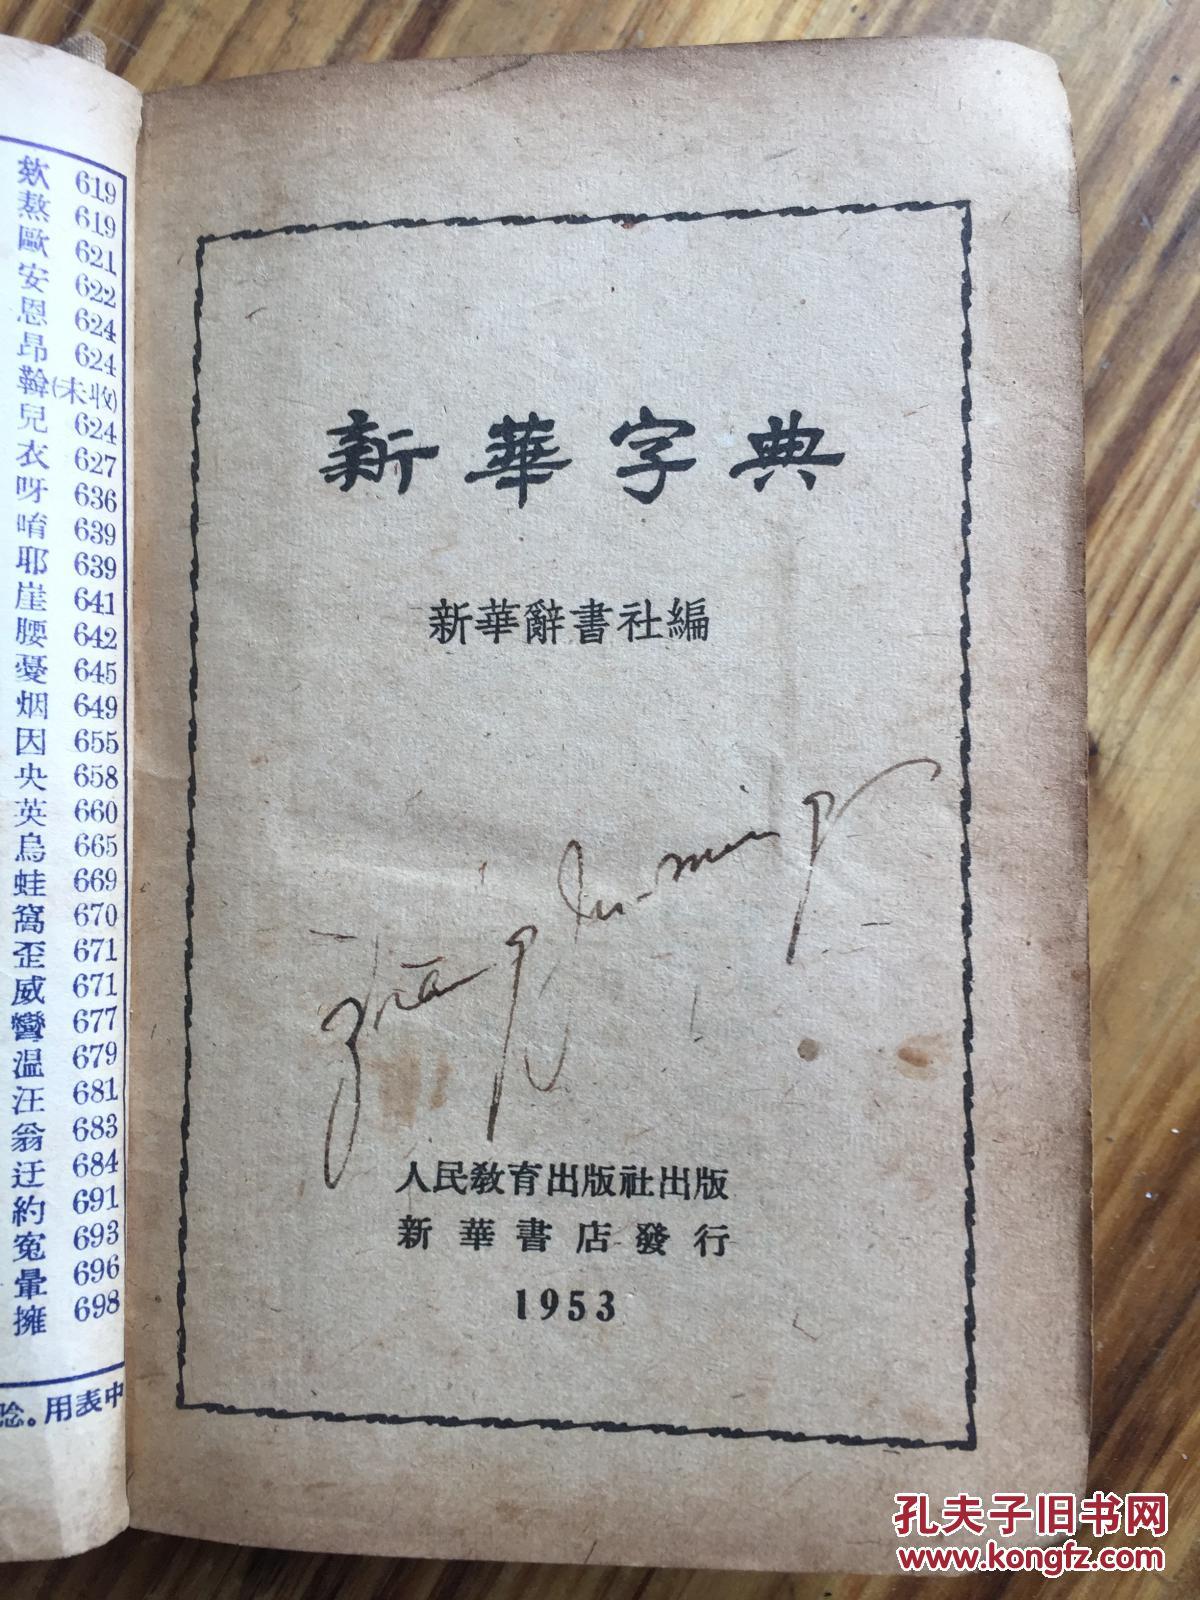 欸 619
熬 619
歐 621
安 622
恩 624
昂 624
鞥(未收)
兒 624
衣 627
呀 636
唷 639
耶 639
崖 641
腰 642
憂 645
烟 649
因 655
央 658
英 660
烏 665
蛙 669
窩 670
歪 671
威 671
彎 677
温 679
汪 681
翁 683
迂 684
約 691
冤 693
暈 696
擁 698
唸。用表中
新華字典
新華辭書社編
人民教育出版社出版
新華書店發行
1953
孔夫子旧书网
www.kongfz.com